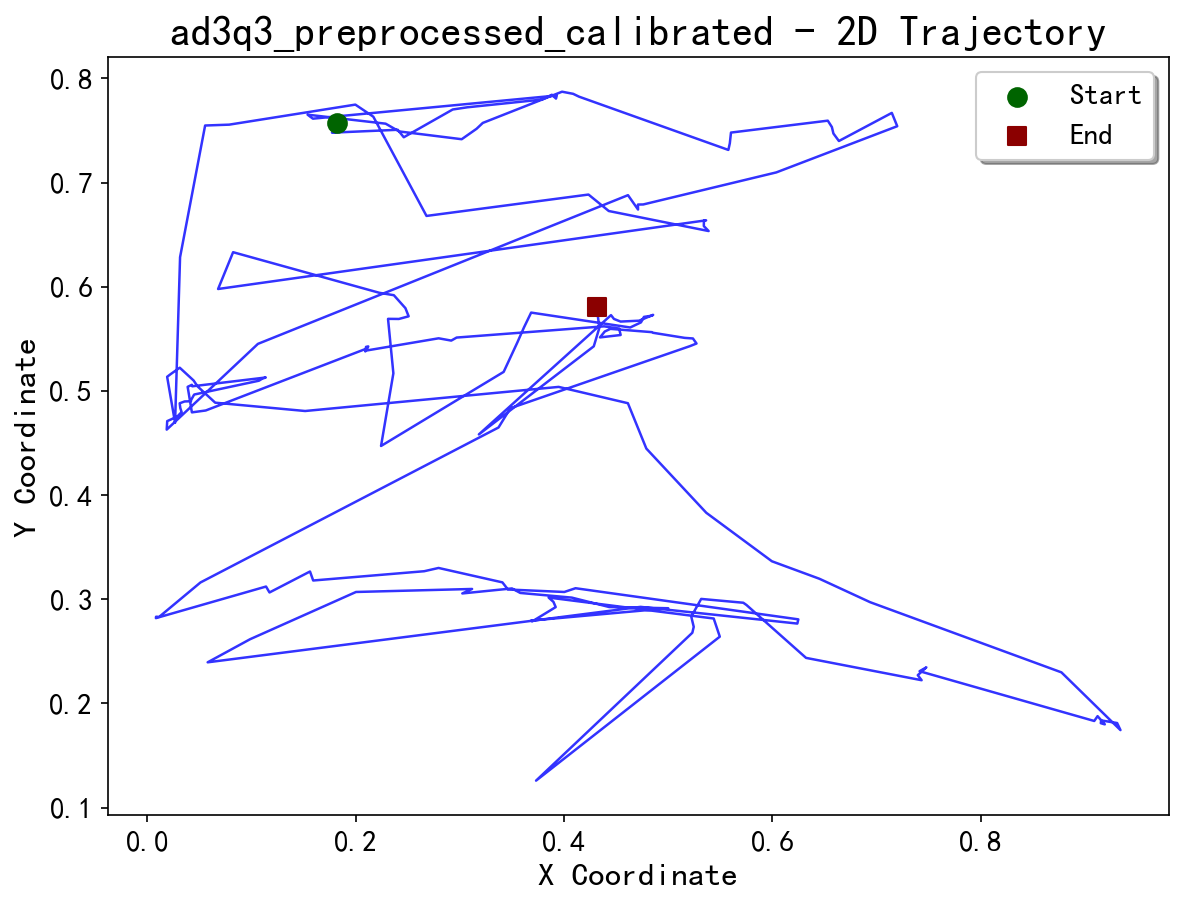 ad3q3_preprocessed_calibrated - 2D Trajectory
Start
End
Y Coordinate
0.8
0.7
0.6
0.5
0.4
0.3
0.2
0.1
0.0 0.2 0.4 0.6 0.8
X Coordinate